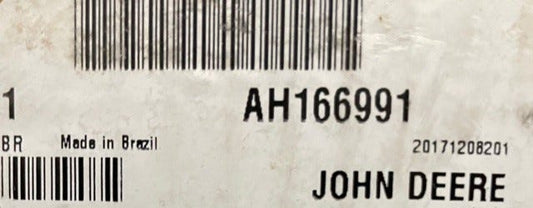 1 AH166991
BR Made in Brazil 20171208201
JOHN DEERE